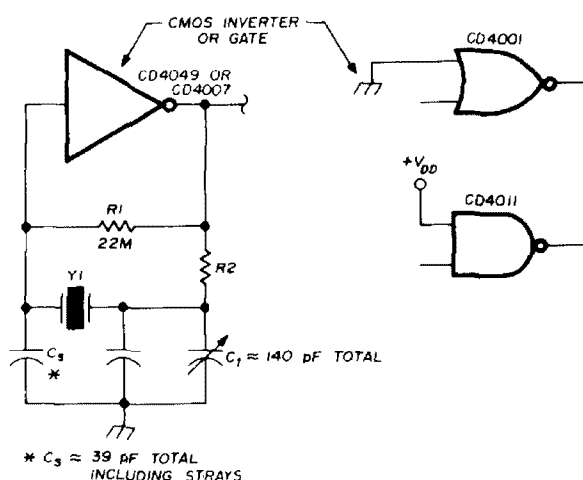 CMOS INVERTER
OR GATE
CD4049 OR
CD4007
CD4001
+VDD
CD4011
R1
22M
R2
Y1
Cs
*
C1 ≈ 140 pF TOTAL
* Cs ≈ 39 pF TOTAL
INCLUDING STRAYS